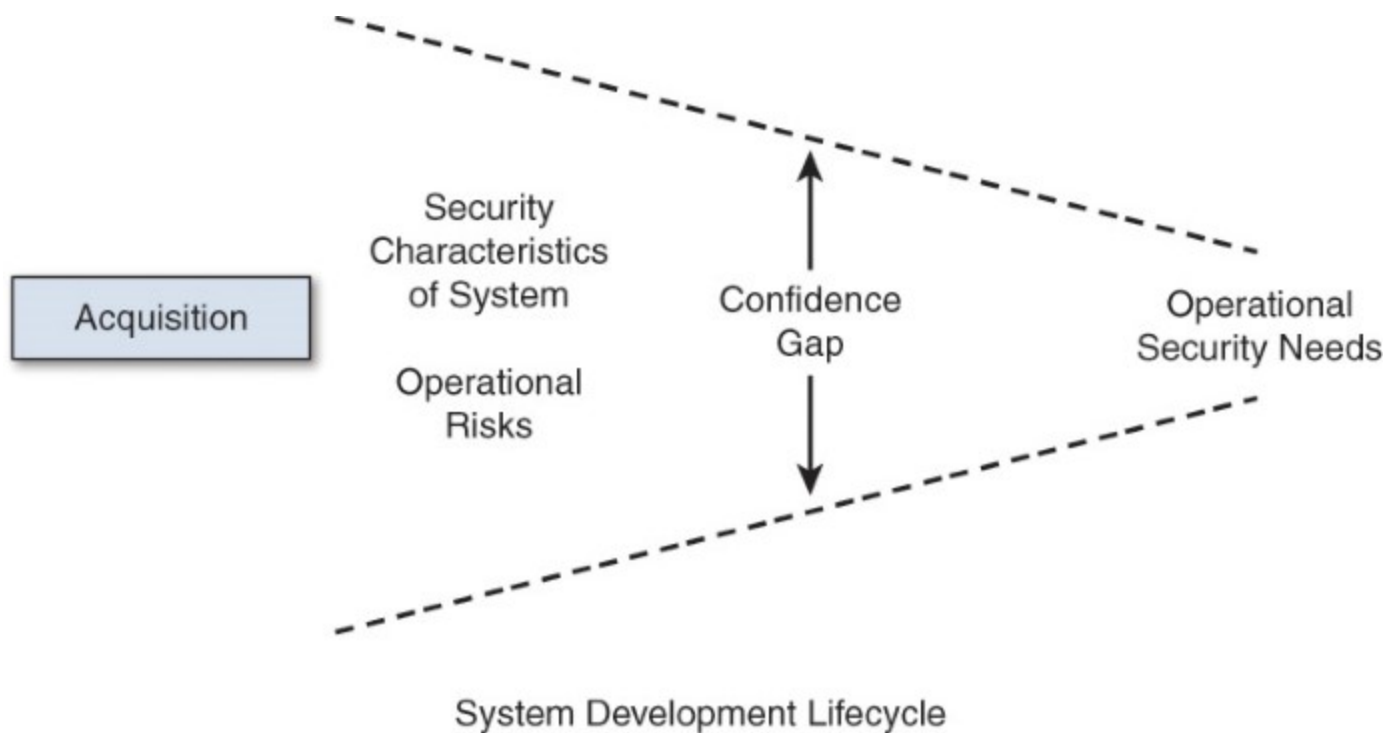 Security
Characteristics
of System
Acquisition
Operational
Risks
Confidence
Gap
Operational
Security Needs
System Development Lifecycle